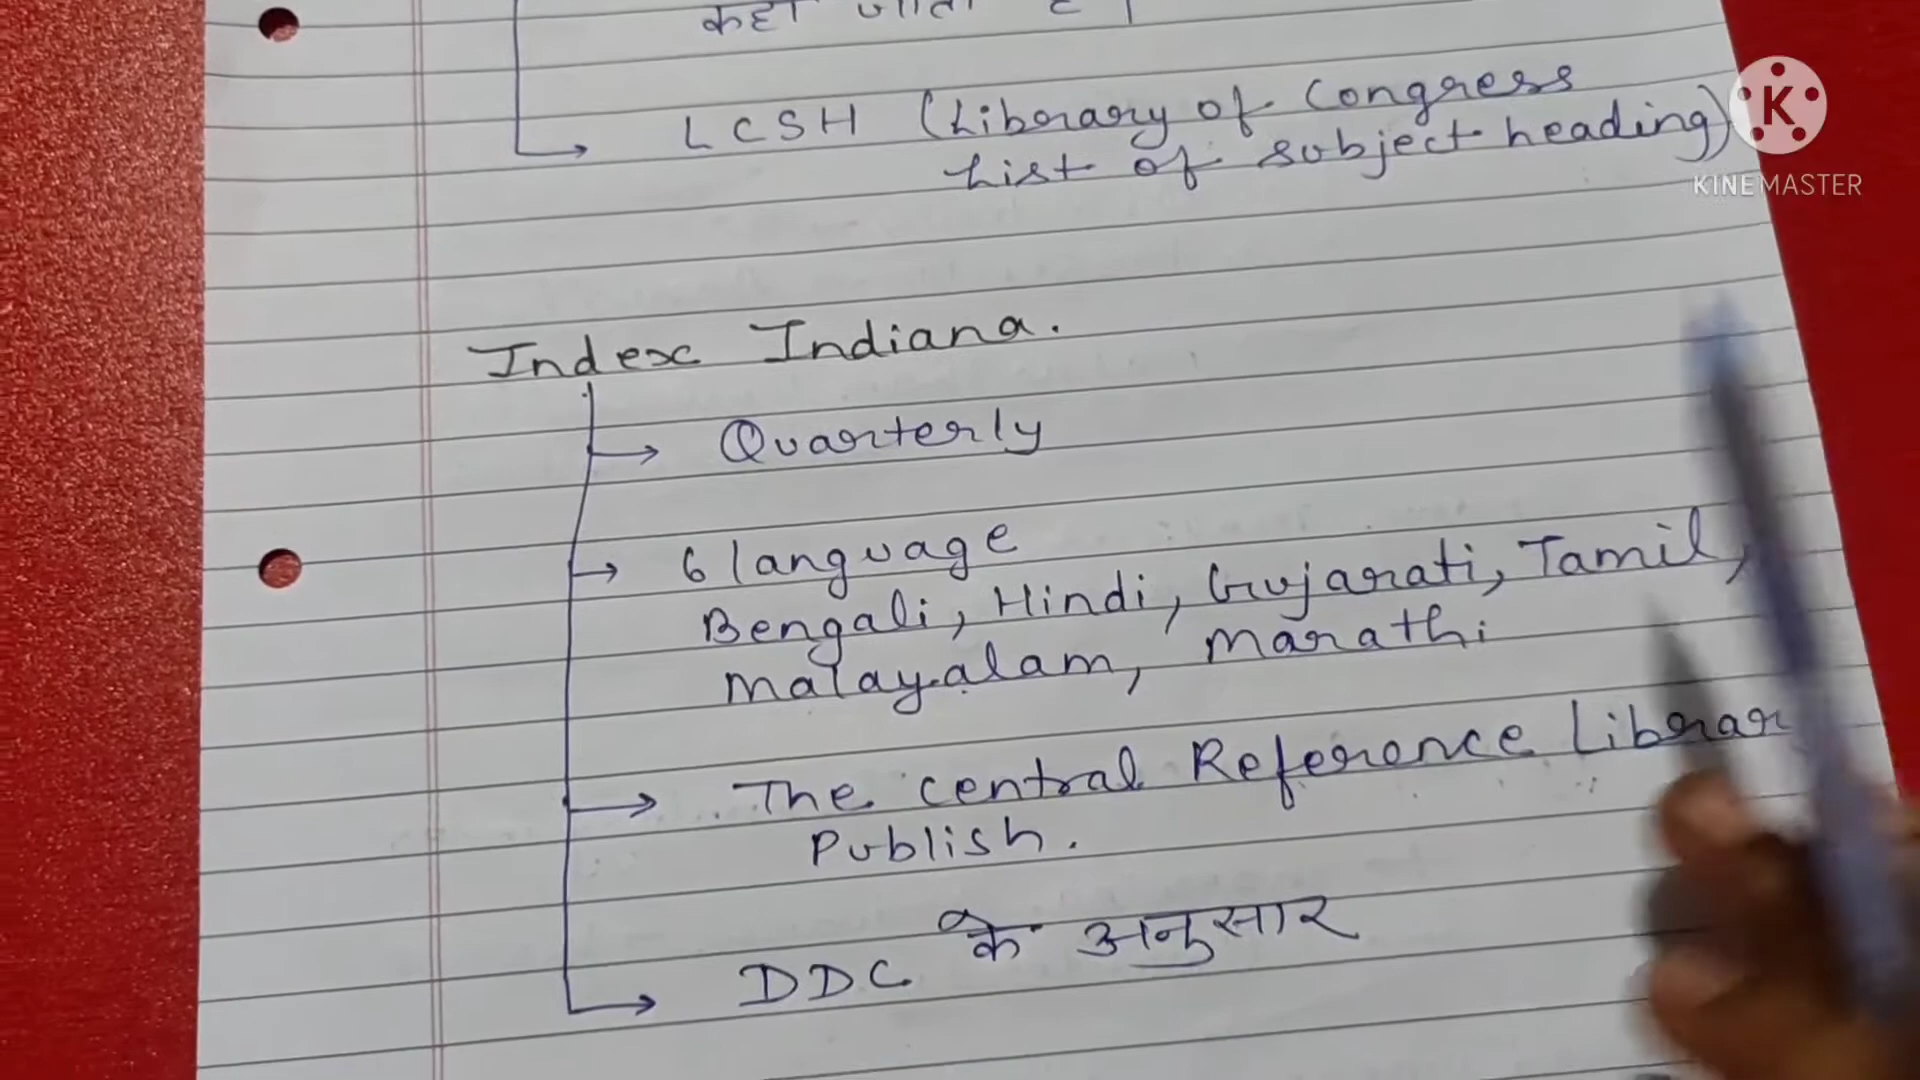 कहा जाता है।
LCSH (Library of Congress
List of subject heading)
K
KINEMASTER
Index Indiana.
Quarterly
6 language
Bengali, Hindi, Gujarati, Tamil,
Malayalam, Marathi
The central Reference Librar
Publish.
DDC के अनुसार